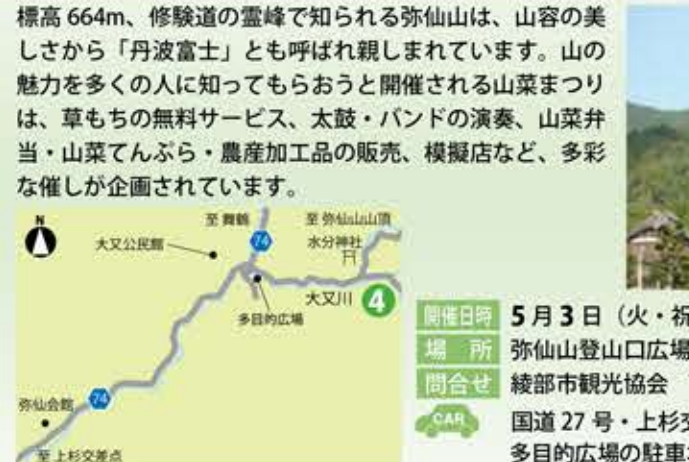 標高 664m、修験道の霊峰で知られる弥仙山は、山容の美
しさから「丹波富士」とも呼ばれ親しまれています。山の
魅力を多くの人に知ってもらおうと開催される山菜まつり
は、草もちの無料サービス、太鼓・バンドの演奏、山菜弁
当・山菜てんぷら・農産加工品の販売、模擬店など、多彩
な催しが企画されています。
N
至 舞鶴
至 弥仙山山頂
74
水分神社
大又公民館
大又川
4
多目的広場
弥仙会館
74
至 上杉交差点
開催日時 5月3日（火・祝
場 所 弥仙山登山口広場
問合せ 綾部市観光協会
CAR 国道 27 号・上杉交
多目的広場の駐車